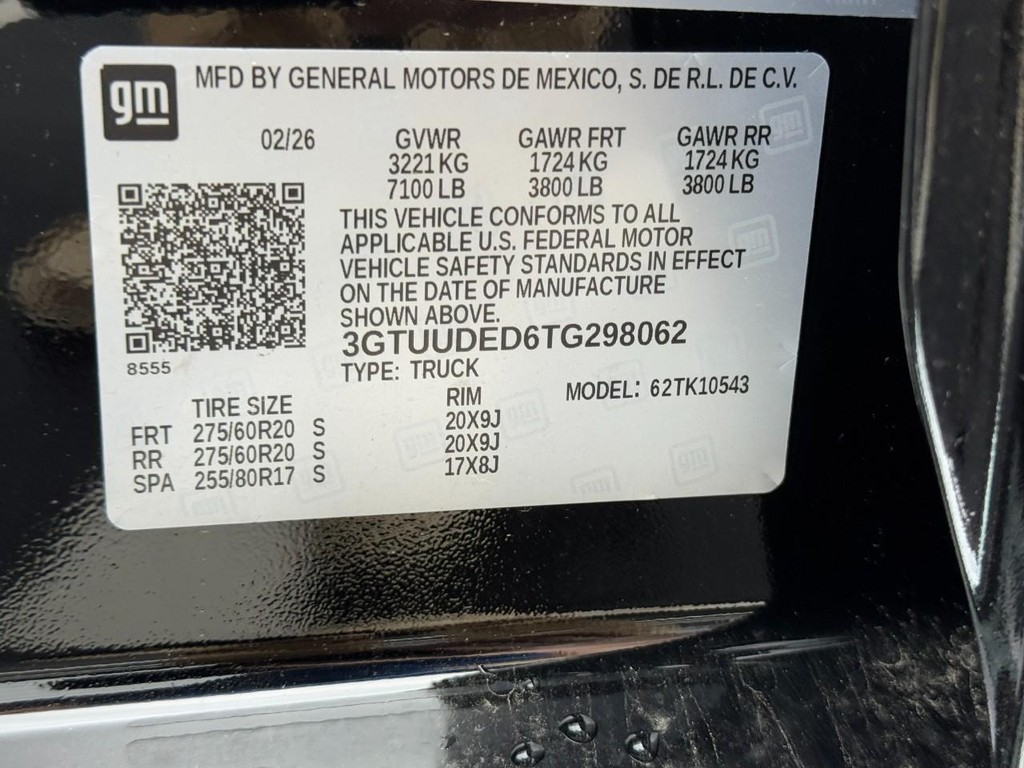 gm
MFD BY GENERAL MOTORS DE MEXICO, S. DE R.L. DE C.V.
02/26 GVWR GAWR FRT GAWR RR
3221 KG 1724 KG 1724 KG
7100 LB 3800 LB 3800 LB
THIS VEHICLE CONFORMS TO ALL
APPLICABLE U.S. FEDERAL MOTOR
VEHICLE SAFETY STANDARDS IN EFFECT
ON THE DATE OF MANUFACTURE
SHOWN ABOVE.
3GTUUDED6TG298062
8555
TYPE: TRUCK
MODEL: 62TK10543
TIRE SIZE RIM
FRT 275/60R20 S 20X9J
RR 275/60R20 S 20X9J
SPA 255/80R17 S 17X8J